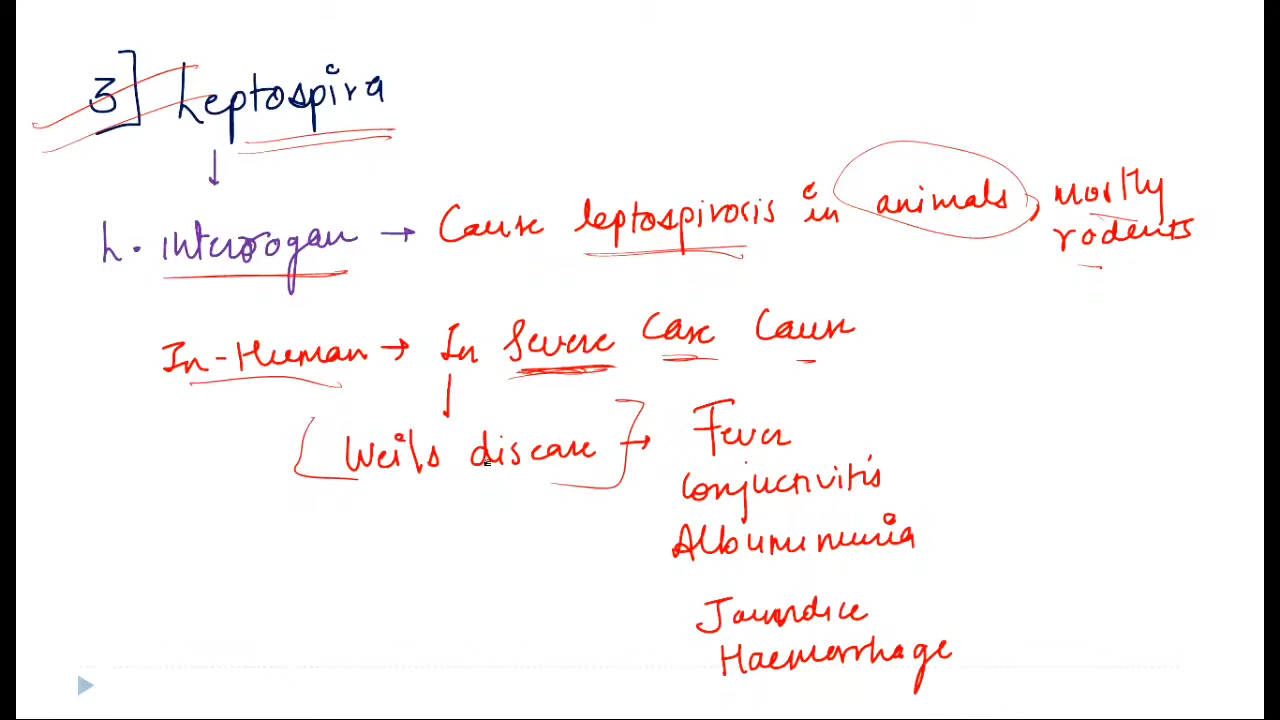 3] Leptospira
L. interrogan → Cause leptospirosis in animals, mostly
rodents
In-Human → In Severe Case Cause
Weil's disease → Fever
Conjuctivitis
Albuminuria
Jaundice
Haemorrhage